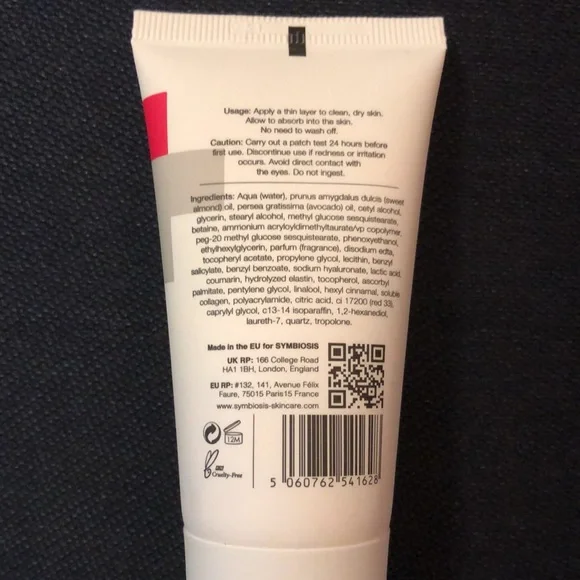 Usage: Apply a thin layer to clean, dry skin.
Allow to absorb into the skin.
No need to wash off.
Caution: Carry out a patch test 24 hours before
first use. Discontinue use if redness or irritation
occurs. Avoid direct contact with
the eyes. Do not ingest.
Ingredients: Aqua (water), prunus amygdalus dulcis (sweet
almond) oil, persea gratissima (avocado) oil, cetyl alcohol,
glycerin, stearyl alcohol, methyl glucose sesquistearate,
betaine, ammonium acryloyldimethyltaurate/vp copolymer,
peg-20 methyl glucose sesquistearate, phenoxyethanol,
ethylhexylglycerin, parfum (fragrance), disodium edta,
tocopheryl acetate, propylene glycol, lecithin, benzyl
salicylate, benzyl benzoate, sodium hyaluronate, lactic acid,
coumarin, hydrolyzed elastin, tocopherol, ascorbyl
palmitate, pentylene glycol, linalool, hexyl cinnamal, soluble
collagen, polyacrylamide, citric acid, ci 17200 (red 33),
caprylyl glycol, c13-14 isoparaffin, 1,2-hexanediol,
laureth-7, quartz, tropolone.
Made in the EU for SYMBIOSIS
UK RP: 166 College Road
HA1 1BH, London, England
EU RP: #132, 141, Avenue Félix
Faure, 75015 Paris15 France
www.symbiosis-skincare.com
12M
Cruelty-Free
5 060762 541628